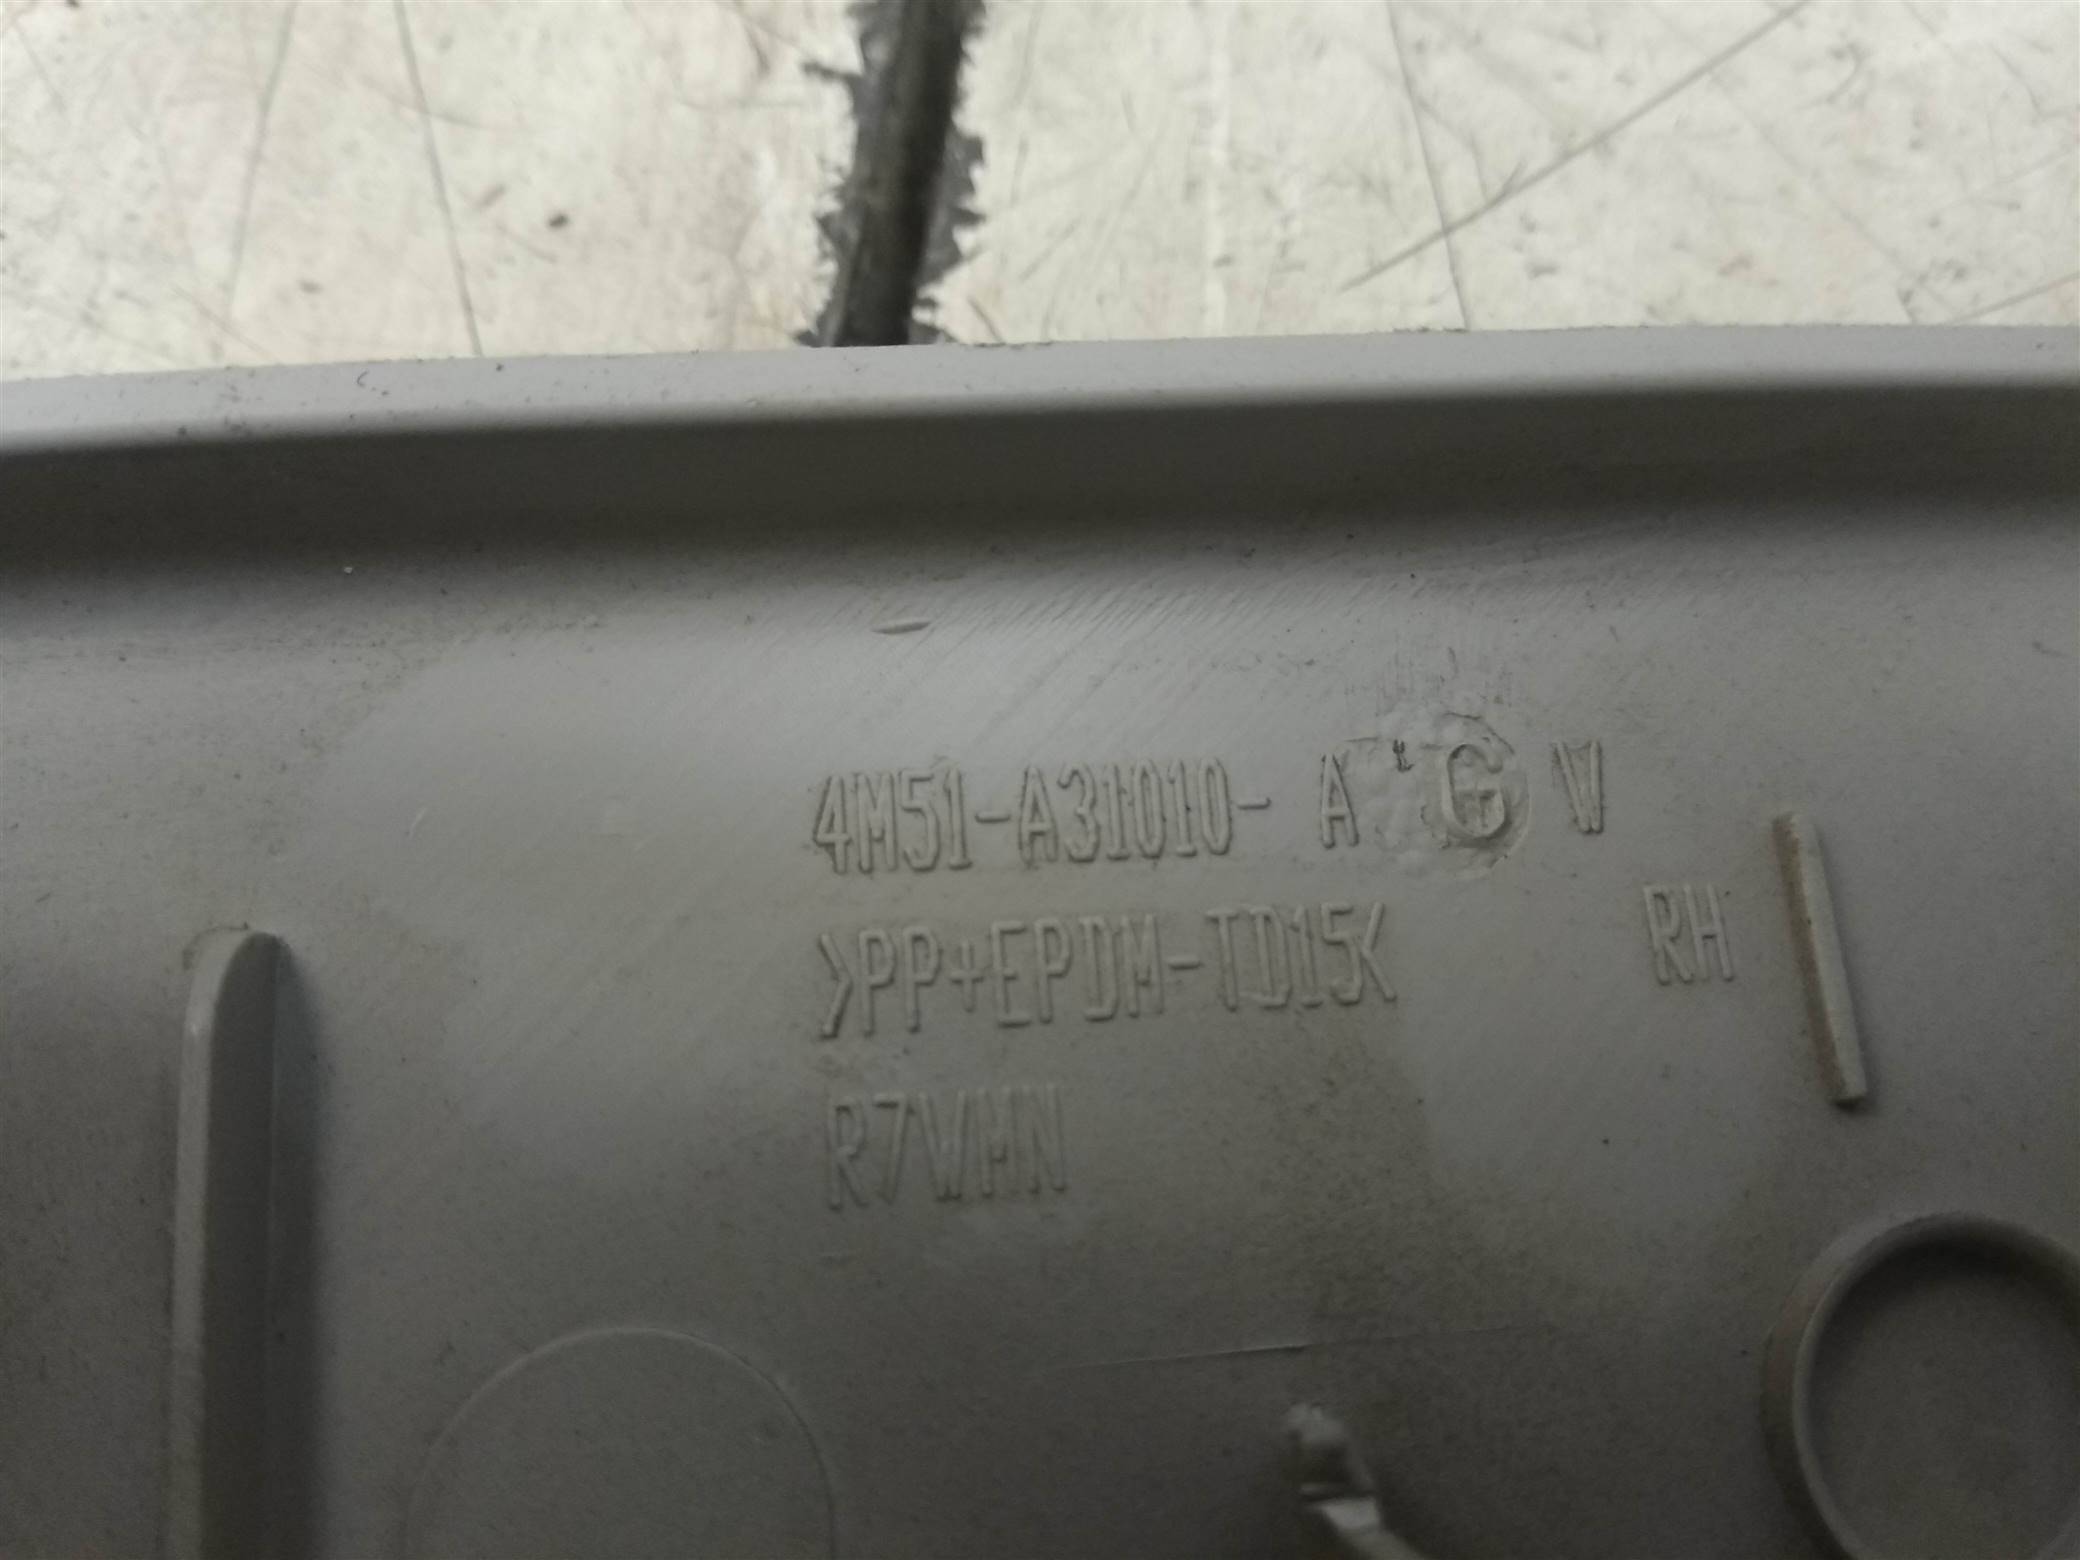 4M51-A31010- A G W
>PP+EPDM-TD15<
RH
R7WHN